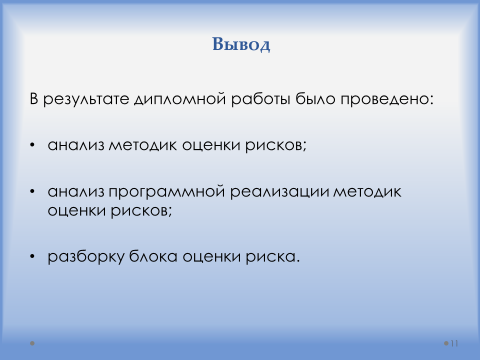 Вывод
В результате дипломной работы было проведено:
• анализ методик оценки рисков;
• анализ программной реализации методик
оценки рисков;
• разборку блока оценки риска.
11